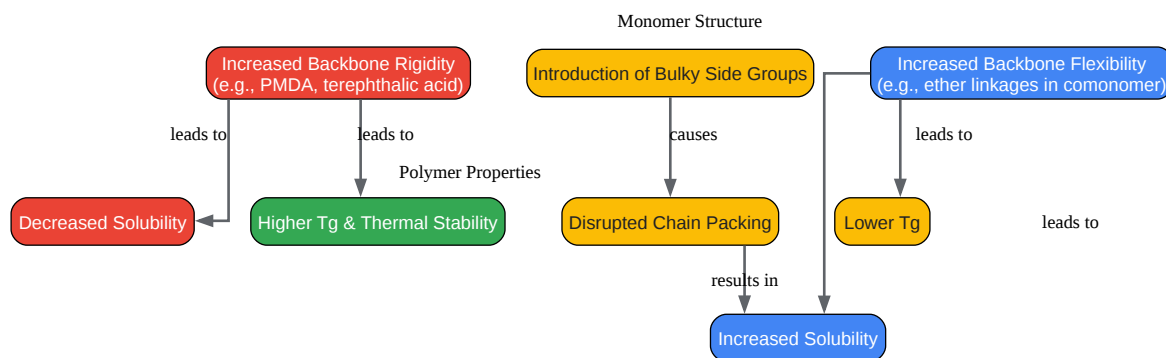 Monomer Structure
Increased Backbone Rigidity
(e.g., PMDA, terephthalic acid)
Introduction of Bulky Side Groups
Increased Backbone Flexibility
(e.g., ether linkages in comonomer)
leads to
leads to
causes
leads to
Polymer Properties
Decreased Solubility
Higher Tg & Thermal Stability
Disrupted Chain Packing
Lower Tg
leads to
results in
Increased Solubility